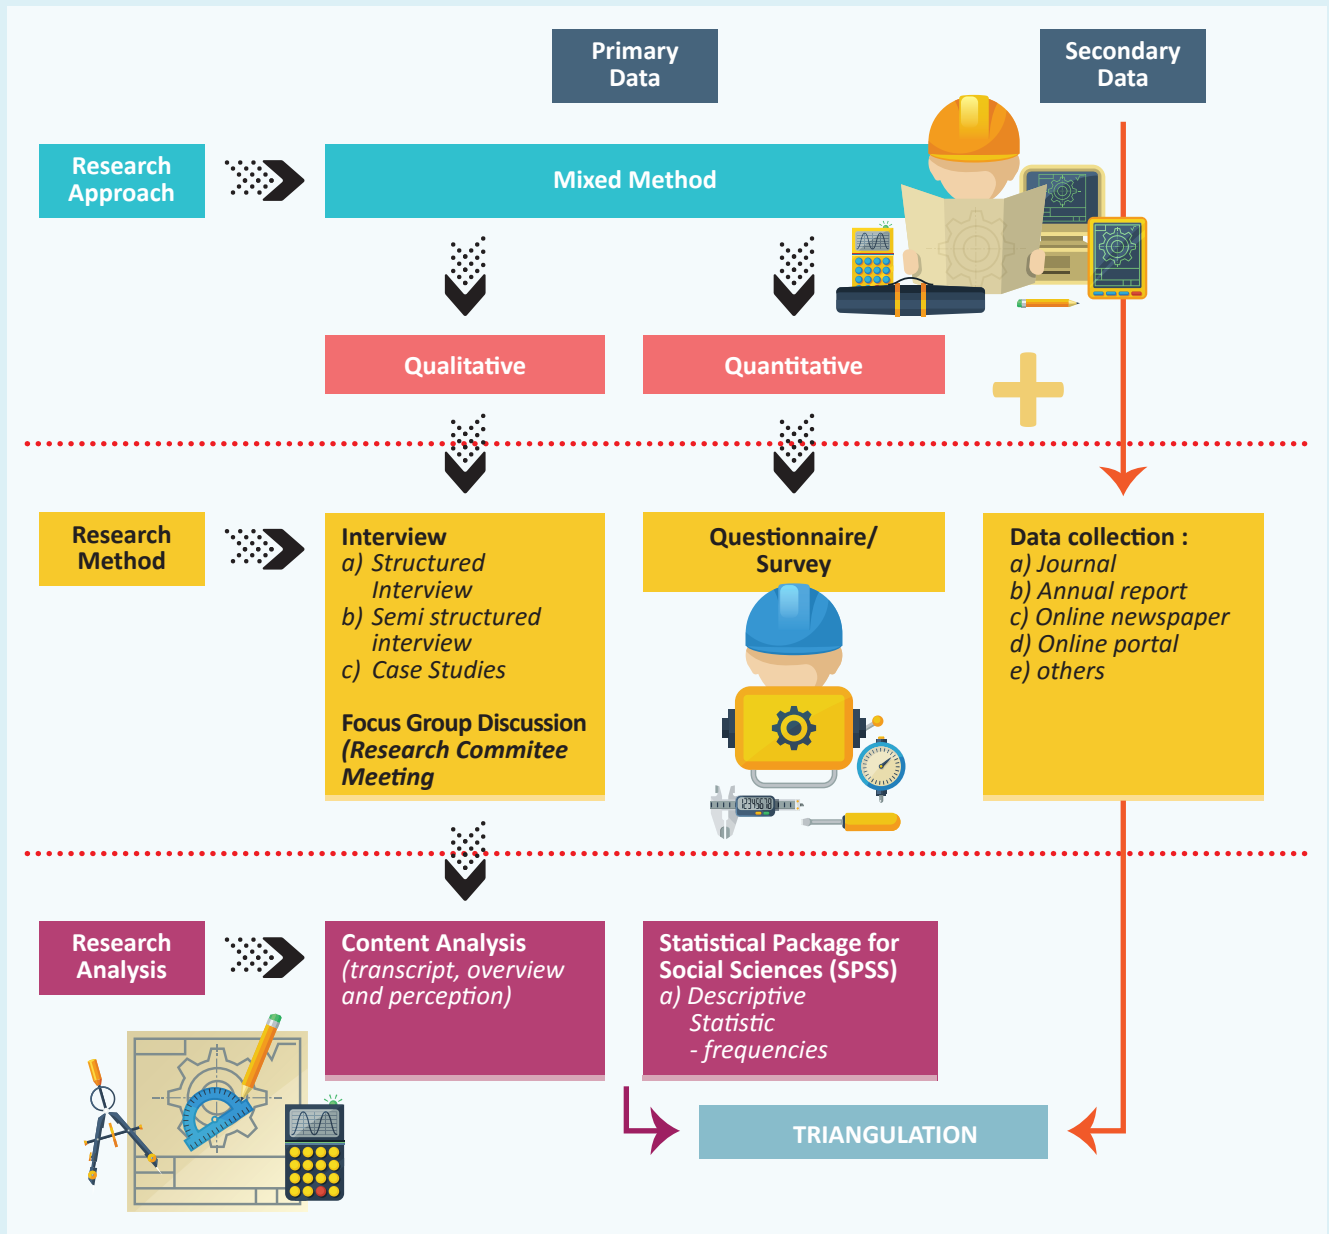 Primary
Data
Secondary
Data
Research
Approach
Mixed Method
Qualitative
Quantitative
Research
Method
Interview
a) Structured
Interview
b) Semi structured
interview
c) Case Studies
Focus Group Discussion
(Research Commitee
Meeting
Questionnaire/
Survey
Data collection :
a) Journal
b) Annual report
c) Online newspaper
d) Online portal
e) others
12345678
Research
Analysis
Content Analysis
(transcript, overview
and perception)
Statistical Package for
Social Sciences (SPSS)
a) Descriptive
Statistic
- frequencies
TRIANGULATION